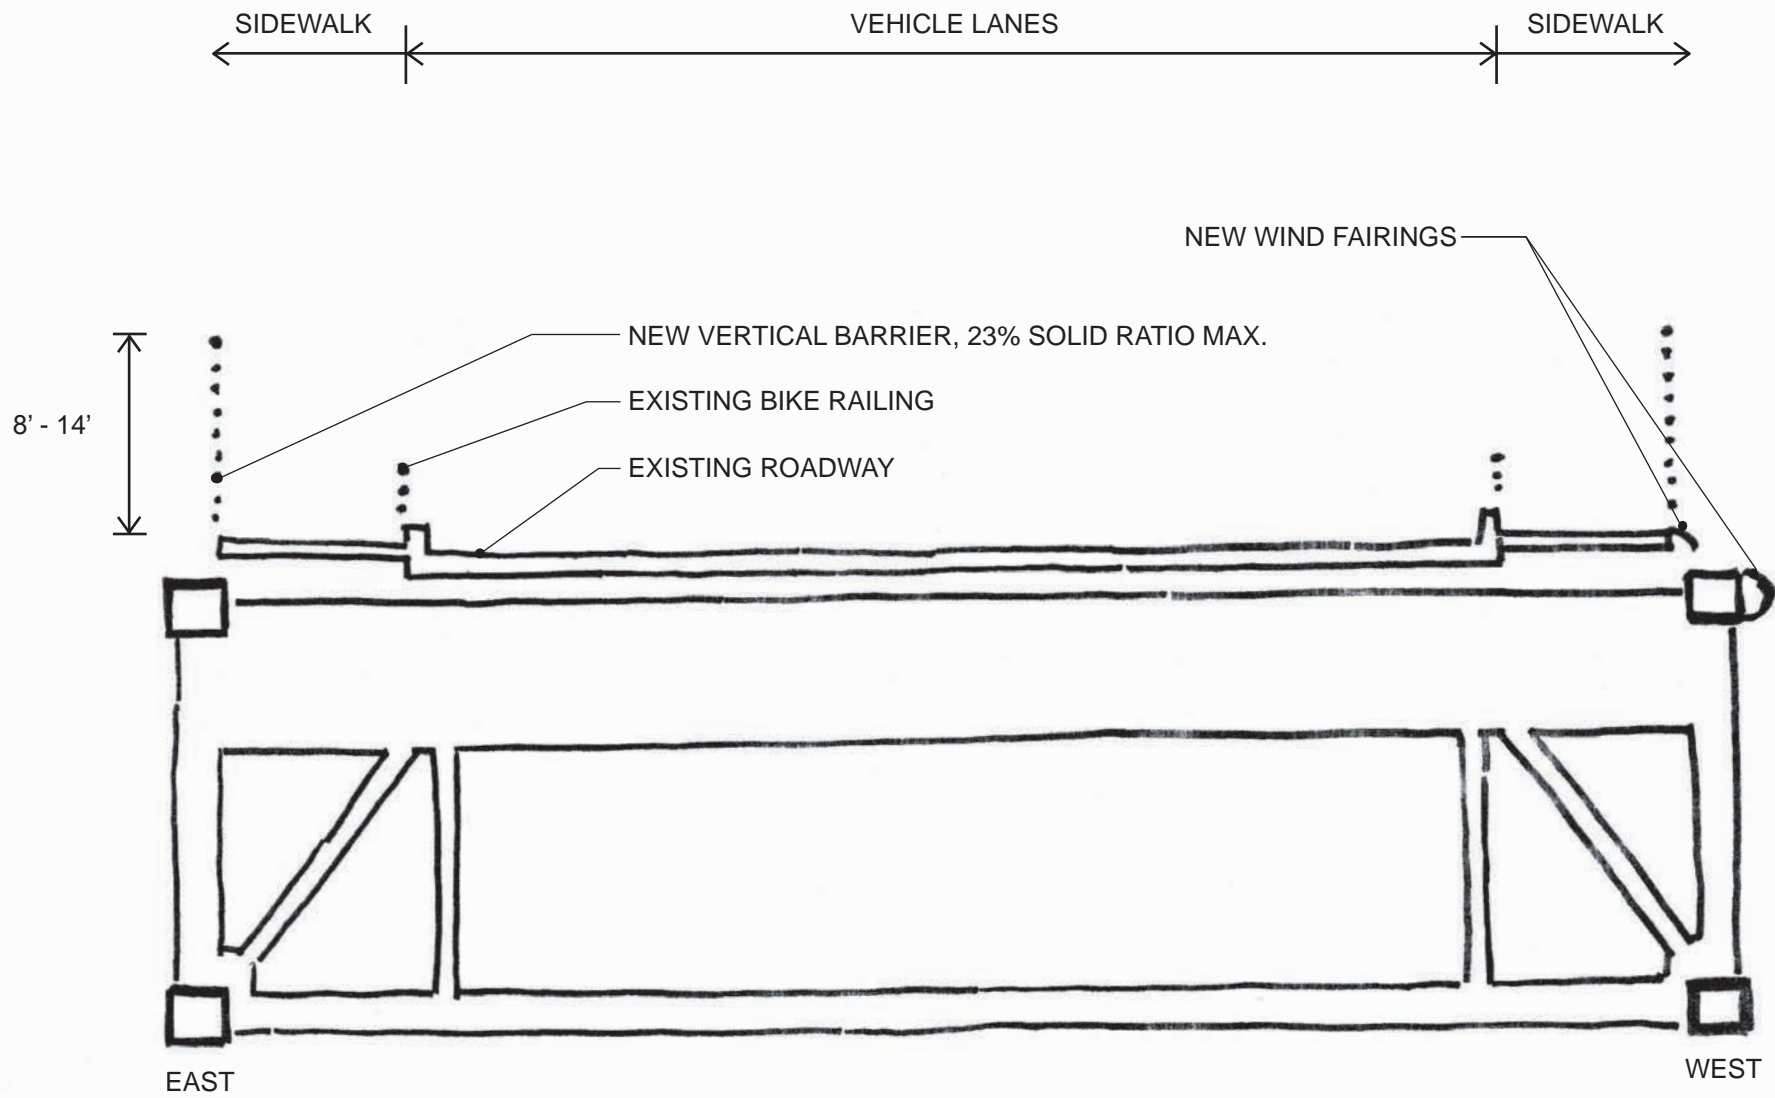 SIDEWALK
VEHICLE LANES
SIDEWALK
NEW WIND FAIRINGS
NEW VERTICAL BARRIER, 23% SOLID RATIO MAX.
EXISTING BIKE RAILING
8’ - 14’
EXISTING ROADWAY
EAST
WEST